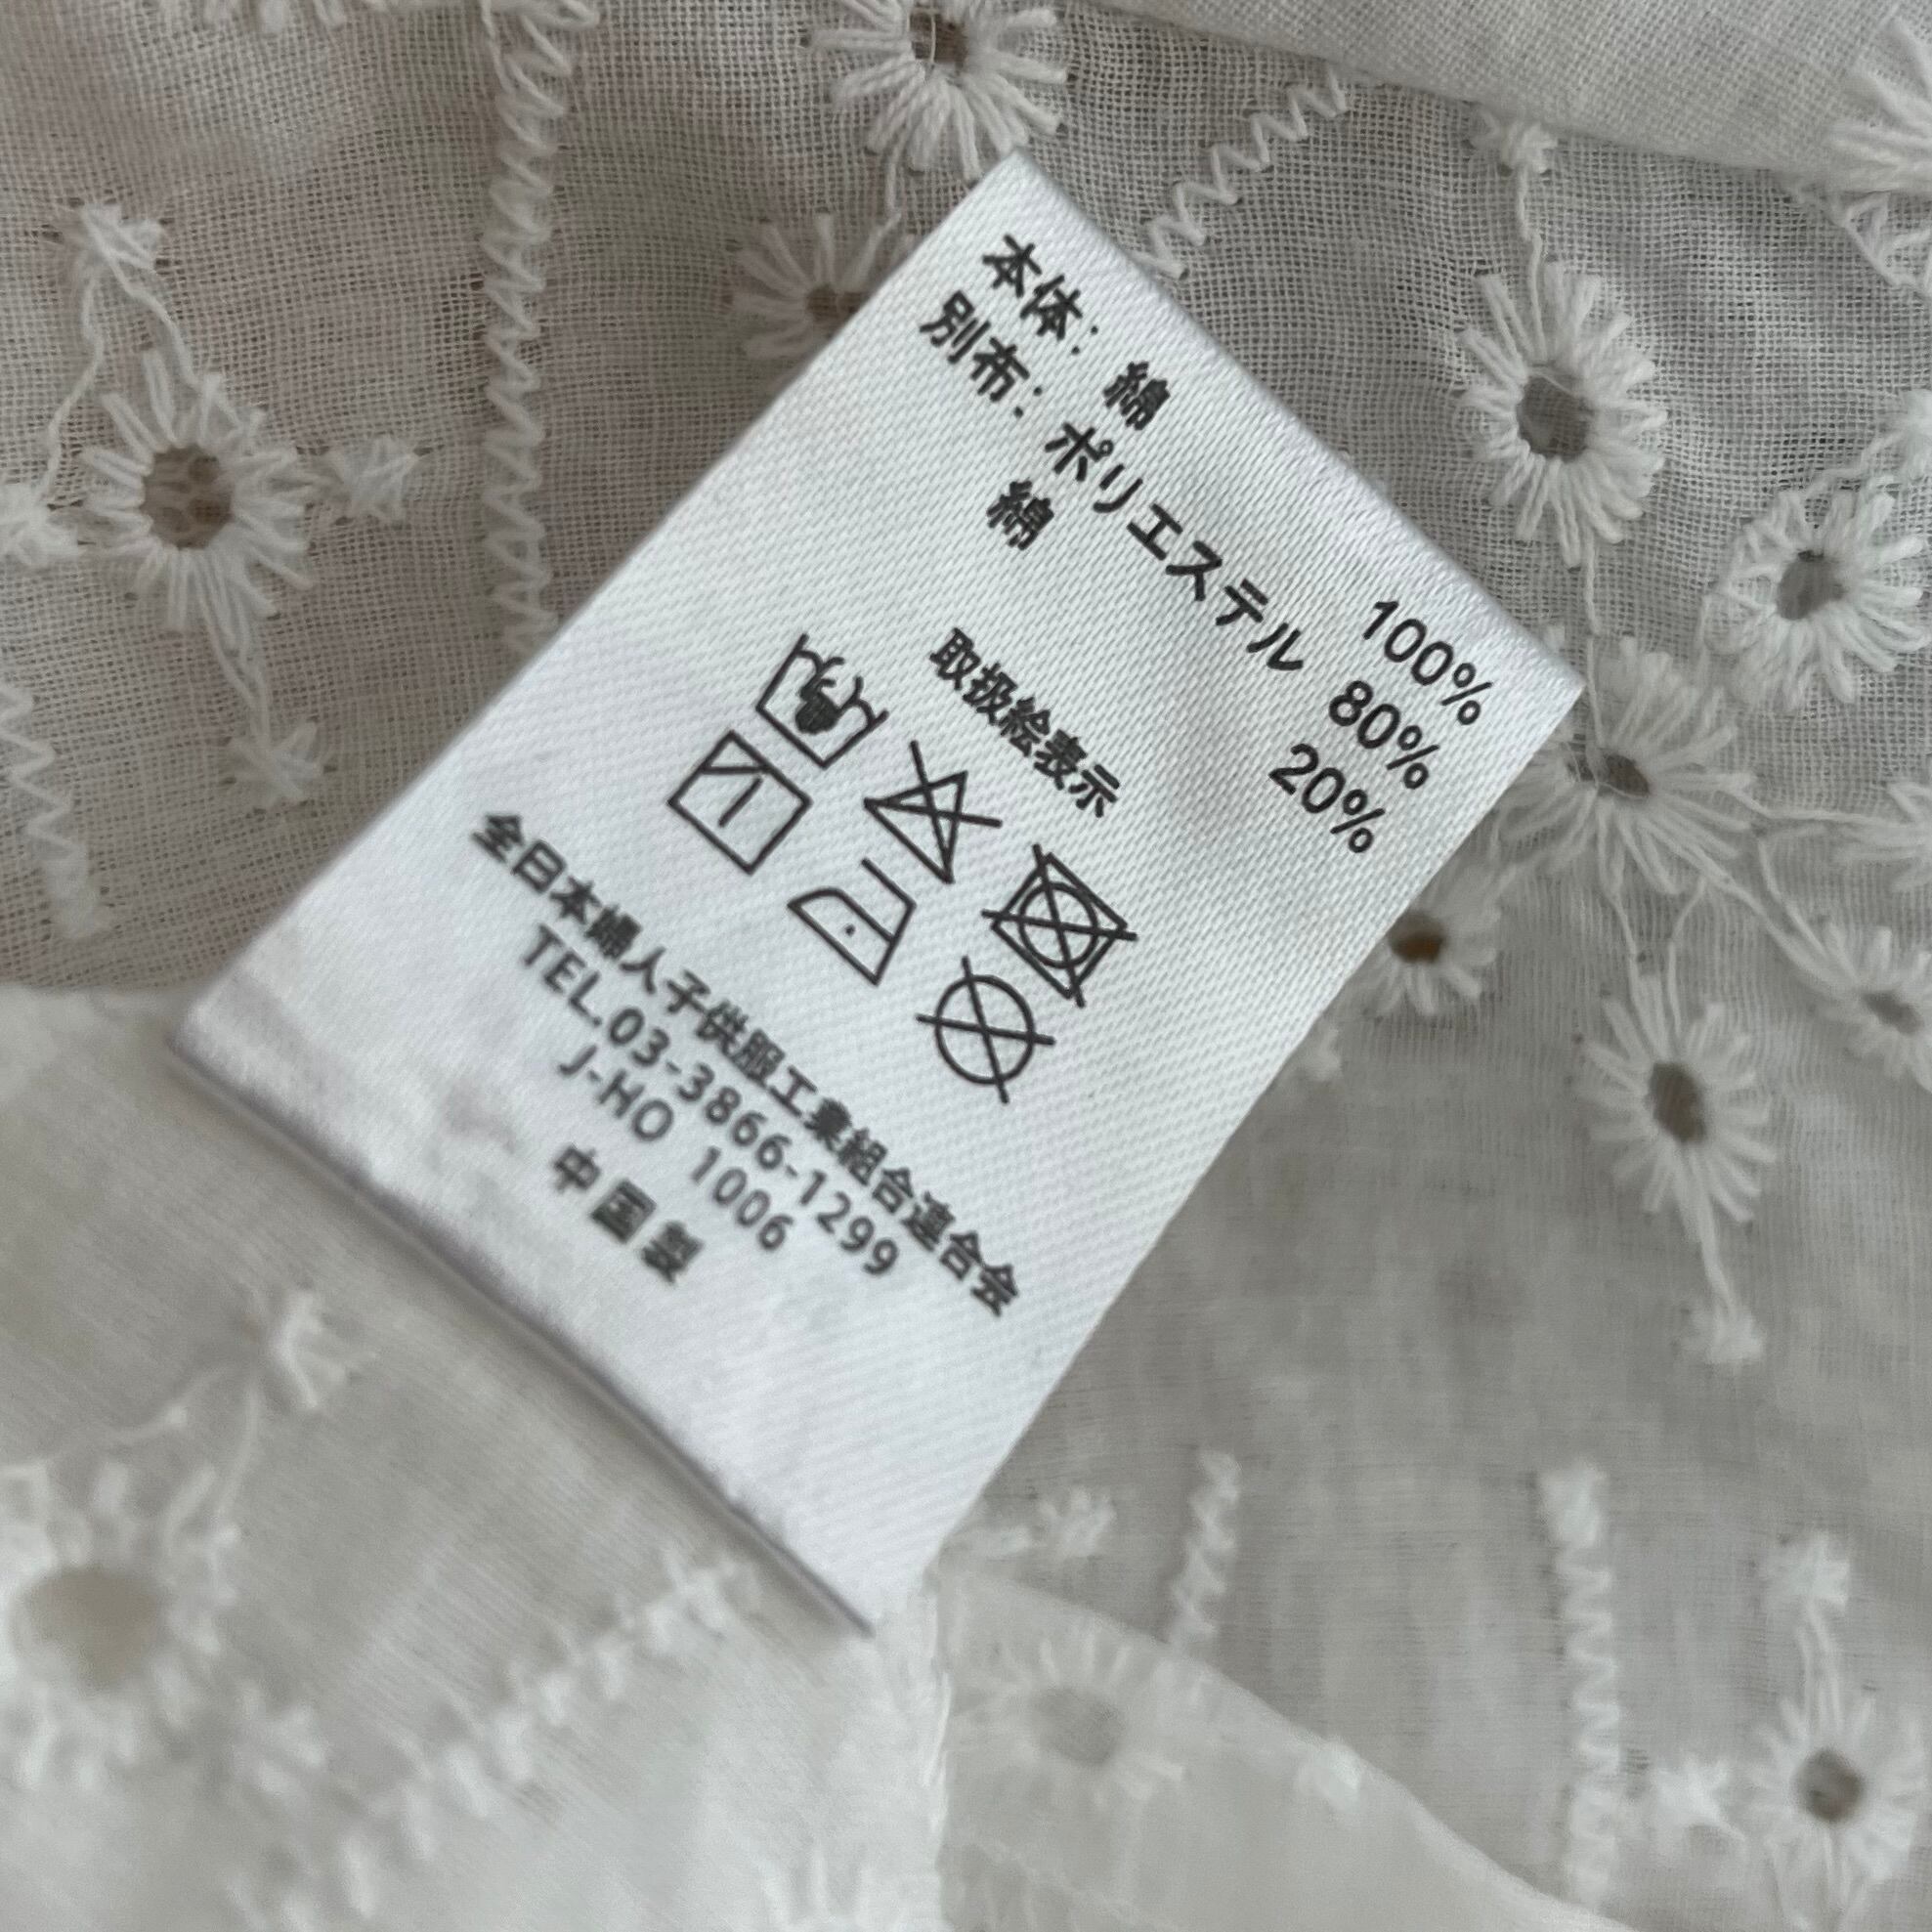 本体: 綿 100%
別布: ポリエステル 80%
綿 20%
取扱絵表示
全日本婦人子供服工業組合連合会
TEL.03-3866-1299
J-HO 1006
中国製